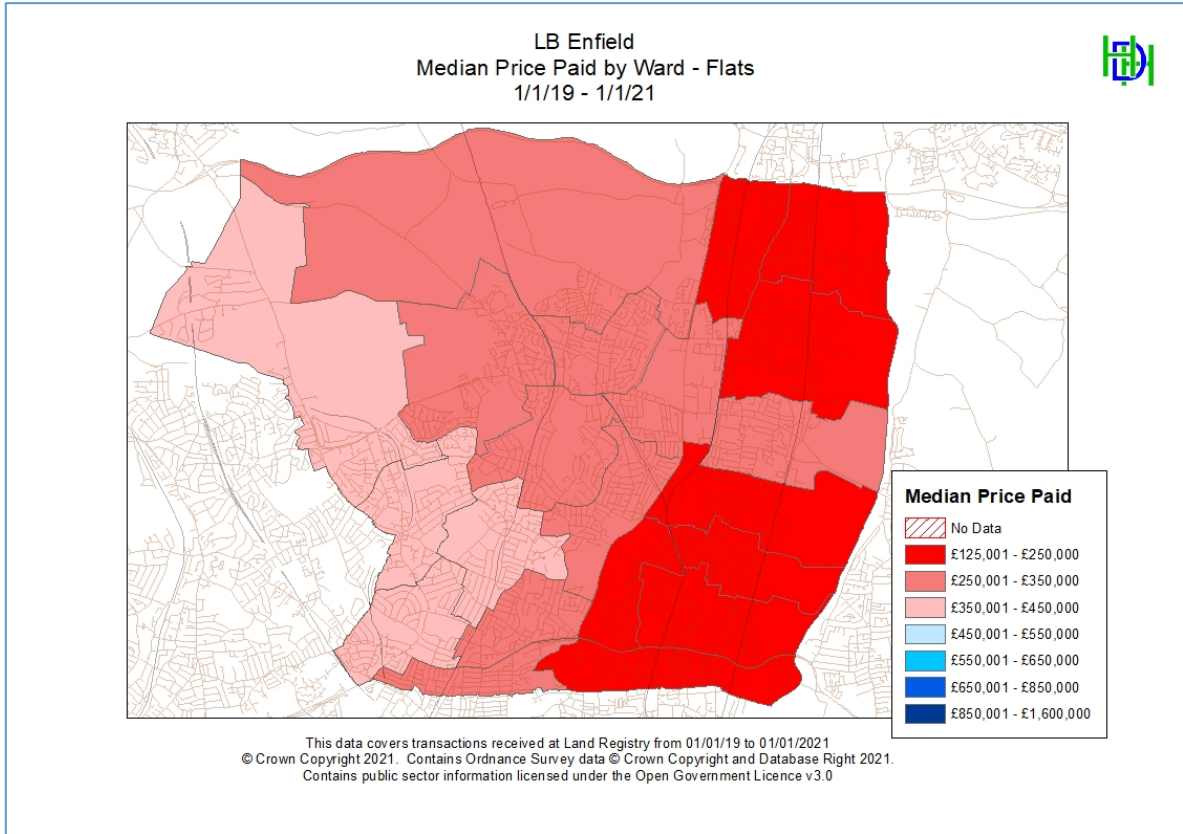 LB Enfield
Median Price Paid by Ward - Flats
1/1/19 - 1/1/21
HDH
Median Price Paid
No Data
£125,001 - £250,000
£250,001 - £350,000
£350,001 - £450,000
£450,001 - £550,000
£550,001 - £650,000
£650,001 - £850,000
£850,001 - £1,600,000
This data covers transactions received at Land Registry from 01/01/19 to 01/01/2021
© Crown Copyright 2021. Contains Ordnance Survey data © Crown Copyright and Database Right 2021.
Contains public sector information licensed under the Open Government Licence v3.0